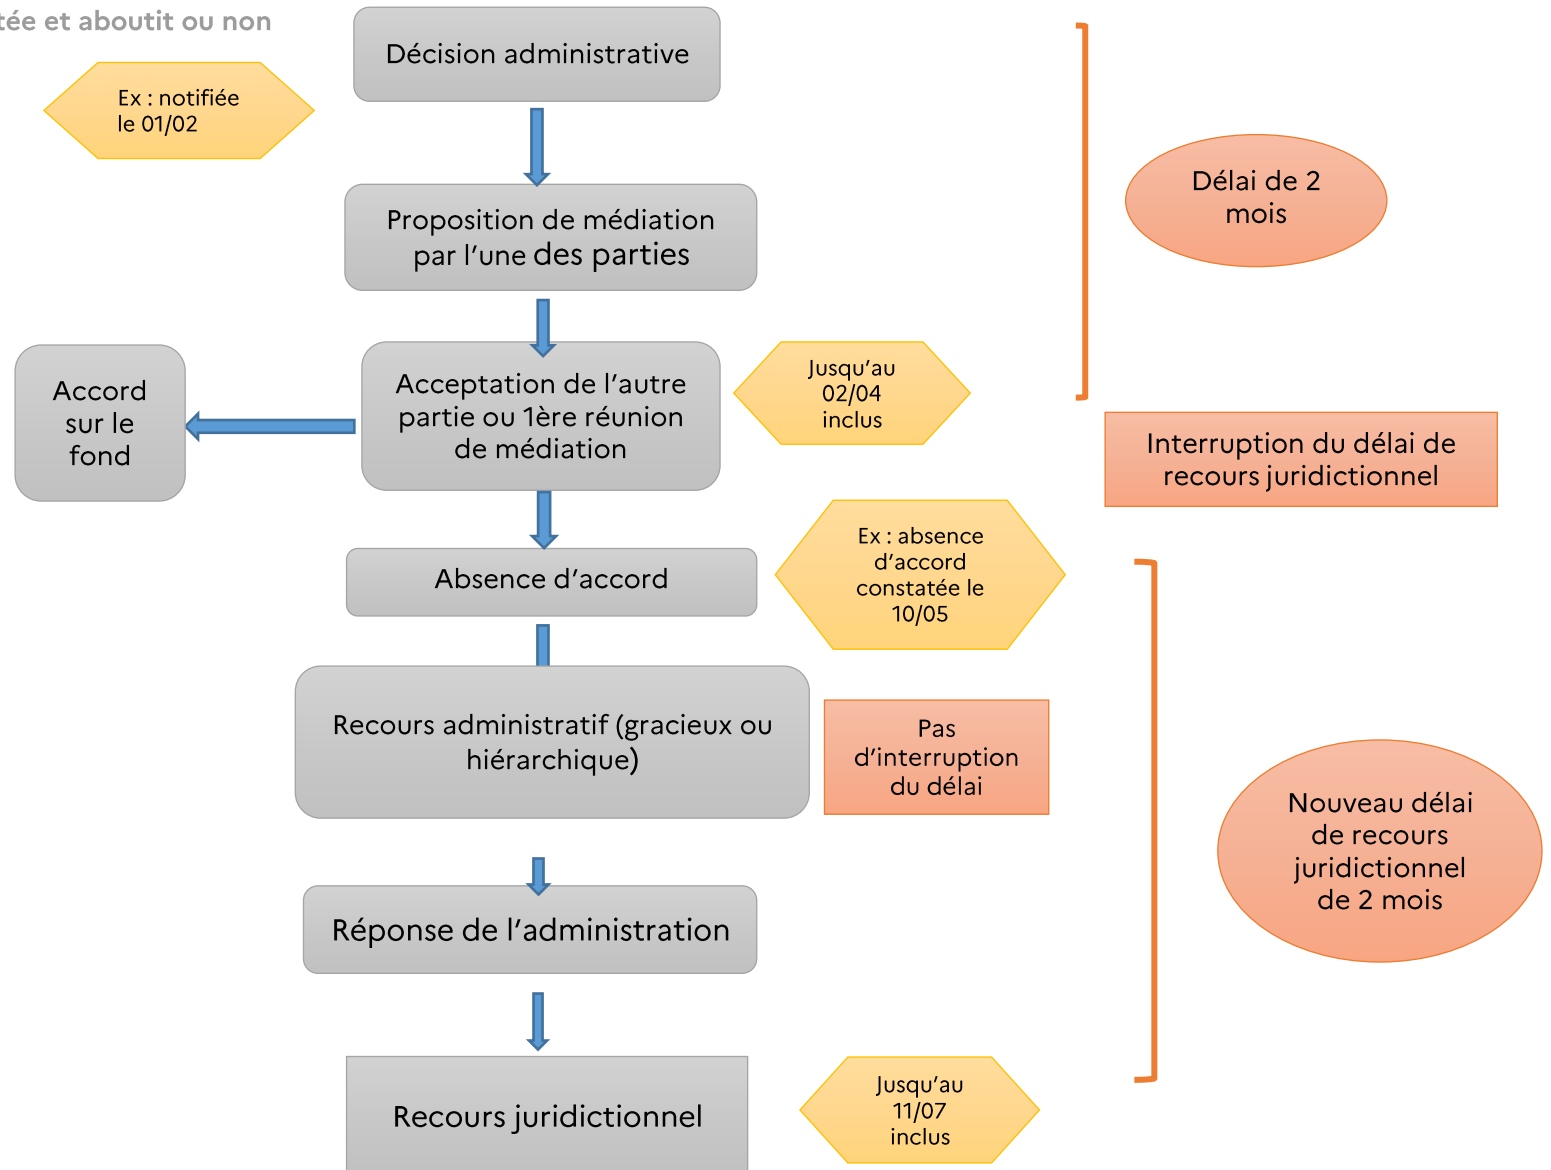 et aboutit ou non
Décision administrative
Ex : notifiée
le 01/02
Délai de 2
mois
Proposition de médiation
par l’une des parties
Accord
sur le
fond
Acceptation de l’autre
partie ou 1ère réunion
de médiation
Jusqu’au
02/04
inclus
Interruption du délai de
recours juridictionnel
Absence d’accord
Ex : absence
d’accord
constatée le
10/05
Recours administratif (gracieux ou
hiérarchique)
Pas
d’interruption
du délai
Nouveau délai
de recours
juridictionnel
de 2 mois
Réponse de l’administration
Recours juridictionnel
Jusqu’au
11/07
inclus